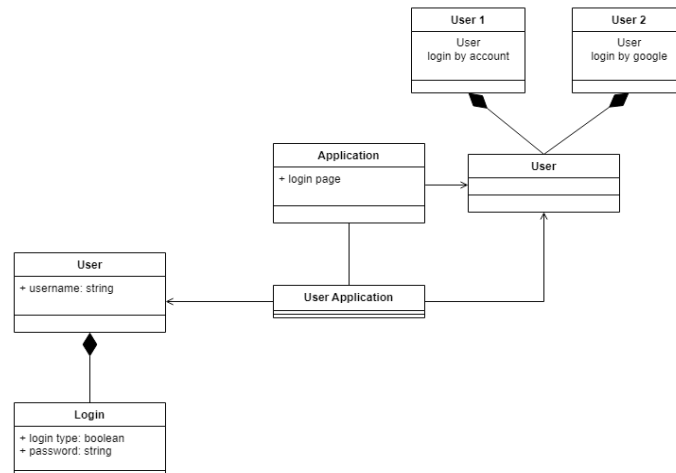 User 1
User
login by account
User 2
User
login by google
Application
+ login page
User
User
+ username: string
User Application
Login
+ login type: boolean
+ password: string